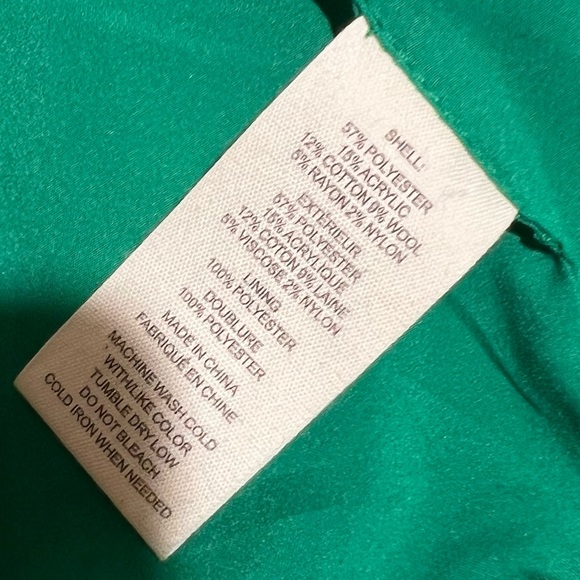 SHELL:
57% POLYESTER
15% ACRYLIC
12% COTTON 9% WOOL
5% RAYON 2% NYLON
EXTÉRIEUR
57% POLYESTER
15% ACRYLIQUE
12% COTON 9% LAINE
5% VISCOSE 2% NYLON
LINING
100% POLYESTER
DOUBLURE
100% POLYESTER
MADE IN CHINA
FABRIQUÉ EN CHINE
MACHINE WASH COLD
WITH/LIKE COLOR
TUMBLE DRY LOW
DO NOT BLEACH
COLD IRON WHEN NEEDED